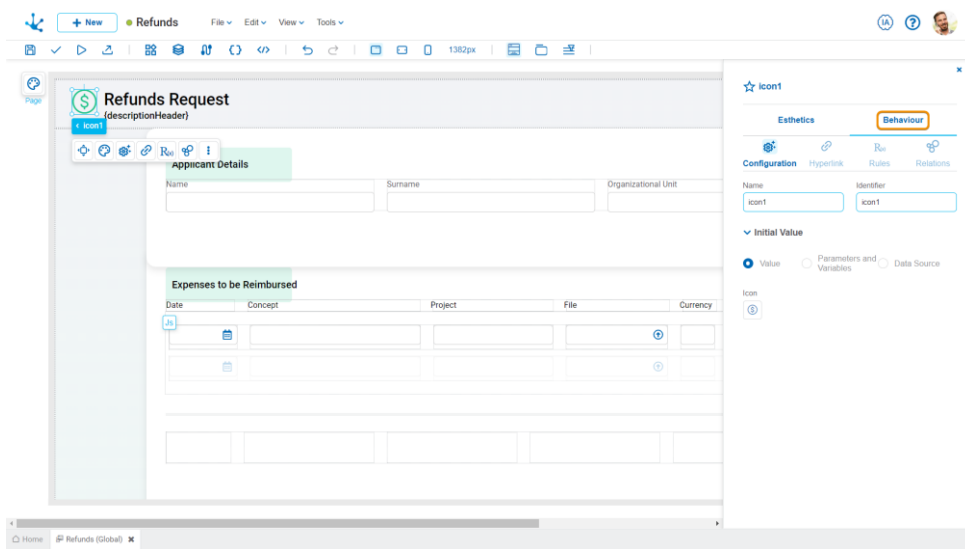 + New
Refunds
File
Edit
View
Tools
IA
?
1382px
Page
$ Refunds Request
{descriptionHeader}
icon1
Applicant Details
Name
Surname
Organizational Unit
Expenses to be Reimbursed
Date
Concept
Project
File
Currency
Js
icon1
Esthetics
Behaviour
Configuration
Hyperlink
Rules
Relations
Name
Identifier
icon1
icon1
Initial Value
Value
Parameters and
Variables
Data Source
Icon
$
Home
Refunds (Global)